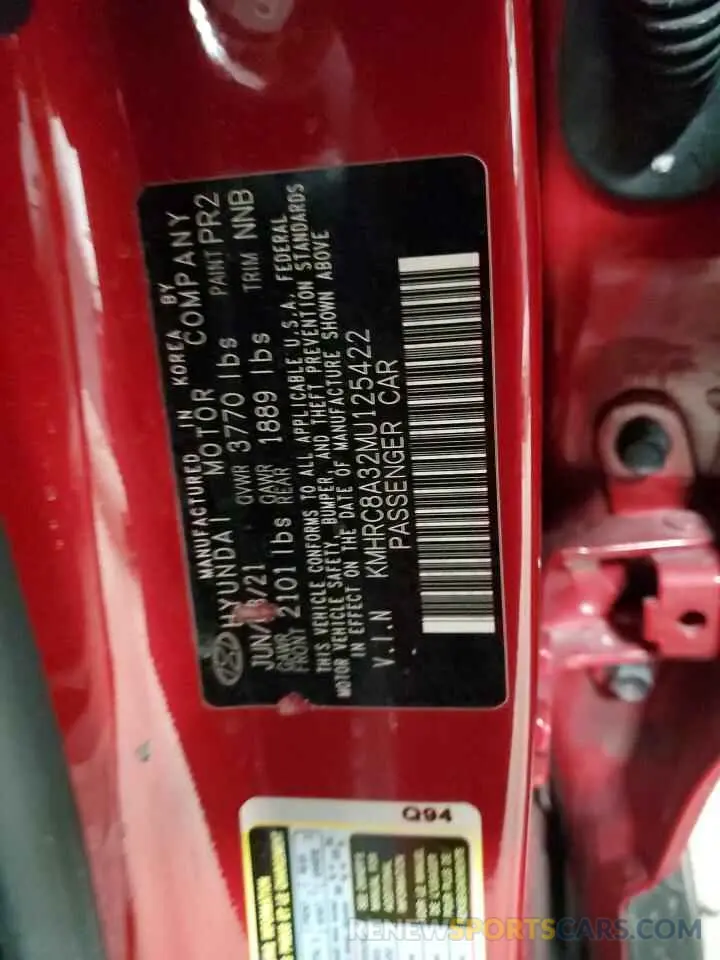 MANUFACTURED IN KOREA BY
HYUNDAI MOTOR COMPANY
JUN/ /21 GVWR 3770 lbs PAINT PR2
GAWR FRONT 2101 lbs GAWR REAR 1889 lbs TRIM NNB
THIS VEHICLE CONFORMS TO ALL APPLICABLE U.S.A. FEDERAL
MOTOR VEHICLE SAFETY, BUMPER, AND THEFT PREVENTION STANDARDS
IN EFFECT ON THE DATE OF MANUFACTURE SHOWN ABOVE
V.I.N KMHRC8A32MU125422
PASSENGER CAR
Q94
RENEWSPORTSCARS.COM